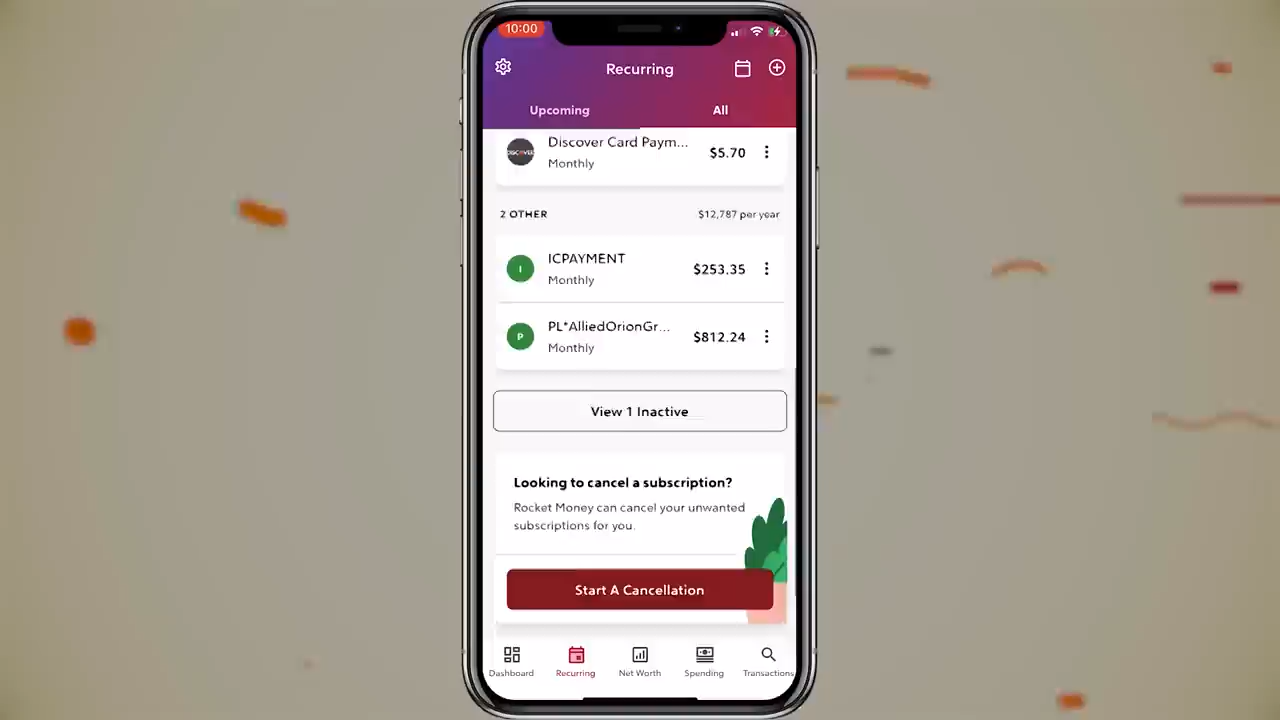 10:00
Recurring
Upcoming
All
Discover Card Paym...
Monthly
$5.70
DISCOVER
2 OTHER
$12,787 per year
I
ICPAYMENT
Monthly
$253.35
P
PL*AlliedOrionGr...
Monthly
$812.24
View 1 Inactive
Looking to cancel a subscription?
Rocket Money can cancel your unwanted
subscriptions for you.
Start A Cancellation
Dashboard
Recurring
Net Worth
Spending
Transactions